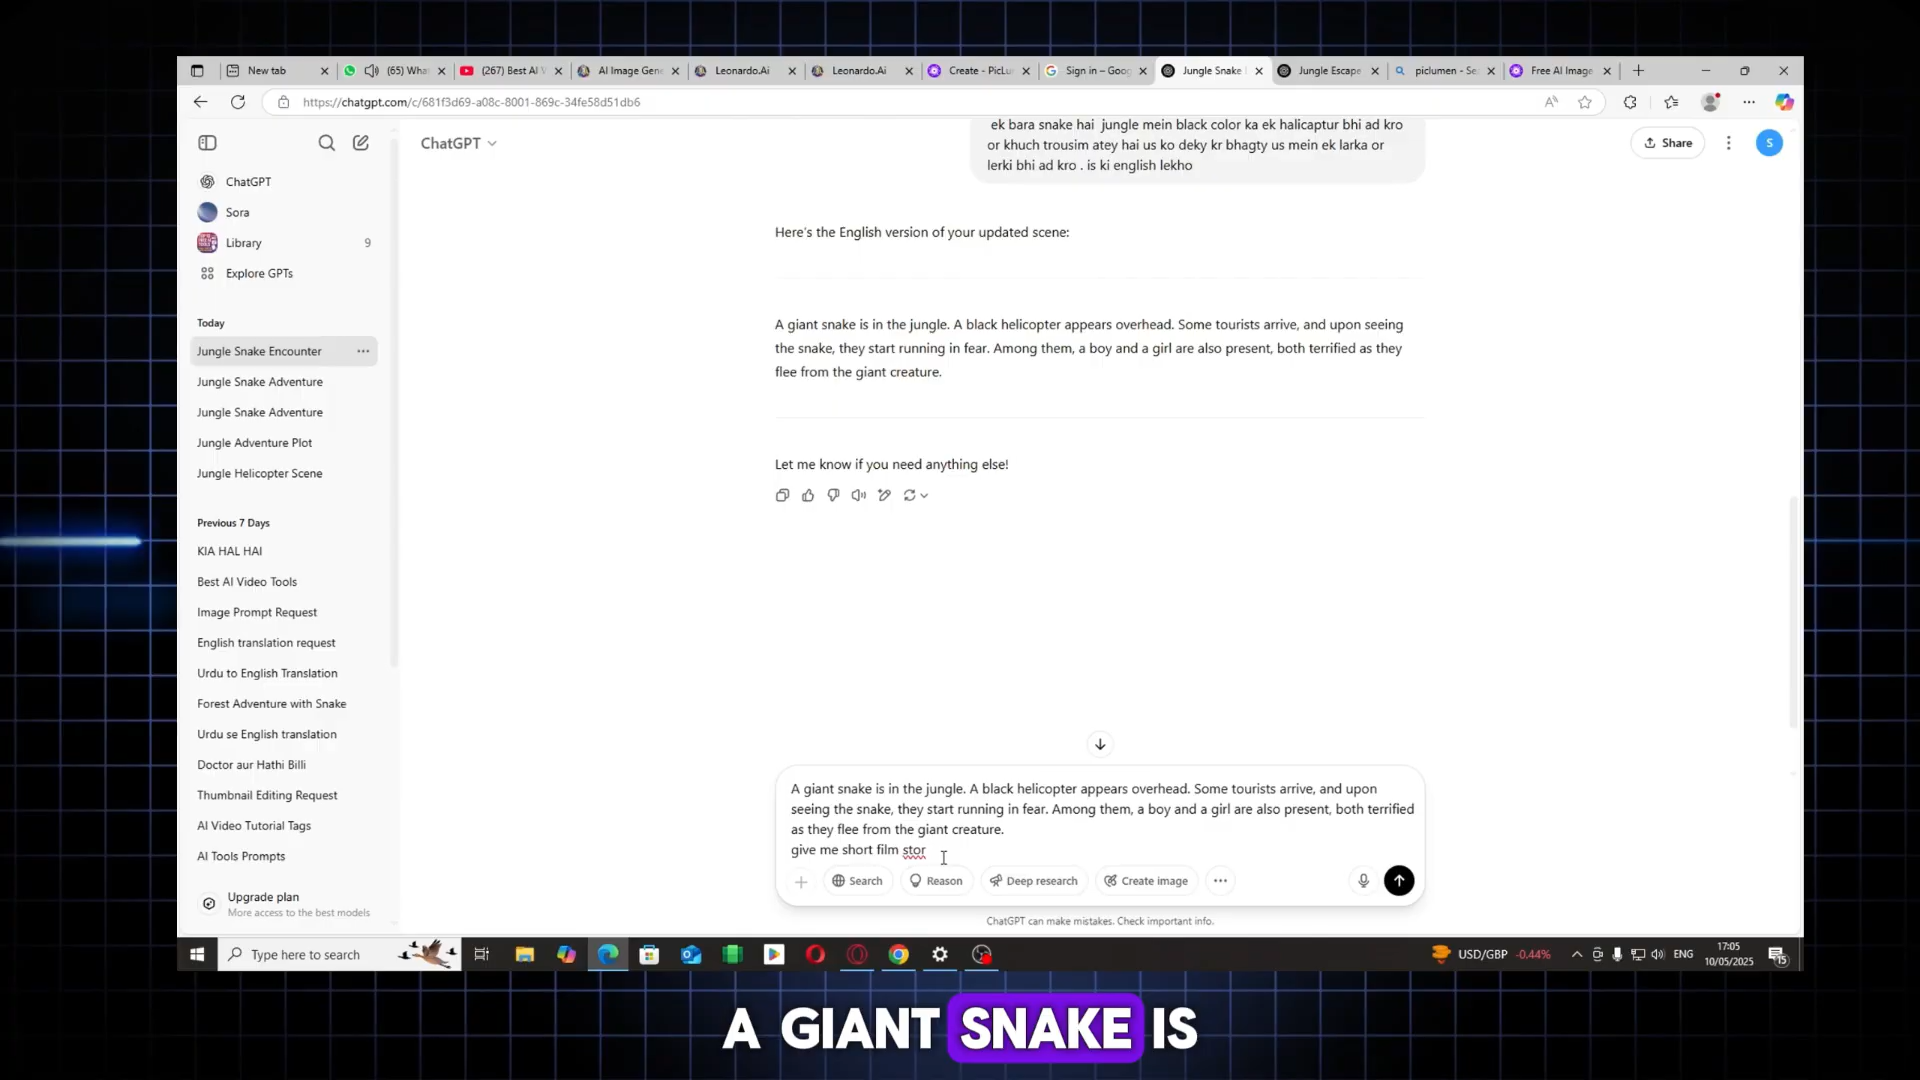 New tab
(65) Wha
(267) Best AI V
AI Image Gene
Leonardo.Ai
Leonardo.Ai
Create - PicLu
Sign in – Goog
Jungle Snake
Jungle Escape
piclumen - Se
Free AI Image
https://chatgpt.com/c/681f3d69-a08c-8001-869c-34fe58d51db6
ChatGPT
Share
S
ek bara snake hai jungle mein black color ka ek halicaptur bhi ad kro
or khuch trousim atey hai us ko deky kr bhagty us mein ek larka or
lerki bhi ad kro . is ki english lekho
ChatGPT
Sora
Library 9
Explore GPTs
Today
Jungle Snake Encounter
Jungle Snake Adventure
Jungle Snake Adventure
Jungle Adventure Plot
Jungle Helicopter Scene
Previous 7 Days
KIA HAL HAI
Best AI Video Tools
Image Prompt Request
English translation request
Urdu to English Translation
Forest Adventure with Snake
Urdu se English translation
Doctor aur Hathi Billi
Thumbnail Editing Request
AI Video Tutorial Tags
AI Tools Prompts
Upgrade plan
More access to the best models
Here's the English version of your updated scene:
A giant snake is in the jungle. A black helicopter appears overhead. Some tourists arrive, and upon seeing
the snake, they start running in fear. Among them, a boy and a girl are also present, both terrified as they
flee from the giant creature.
Let me know if you need anything else!
A giant snake is in the jungle. A black helicopter appears overhead. Some tourists arrive, and upon
seeing the snake, they start running in fear. Among them, a boy and a girl are also present, both terrified
as they flee from the giant creature.
give me short film stor
Search
Reason
Deep research
Create image
ChatGPT can make mistakes. Check important info.
Type here to search
USD/GBP -0.44%
ENG
17:05
10/05/2025
15
A GIANT SNAKE IS